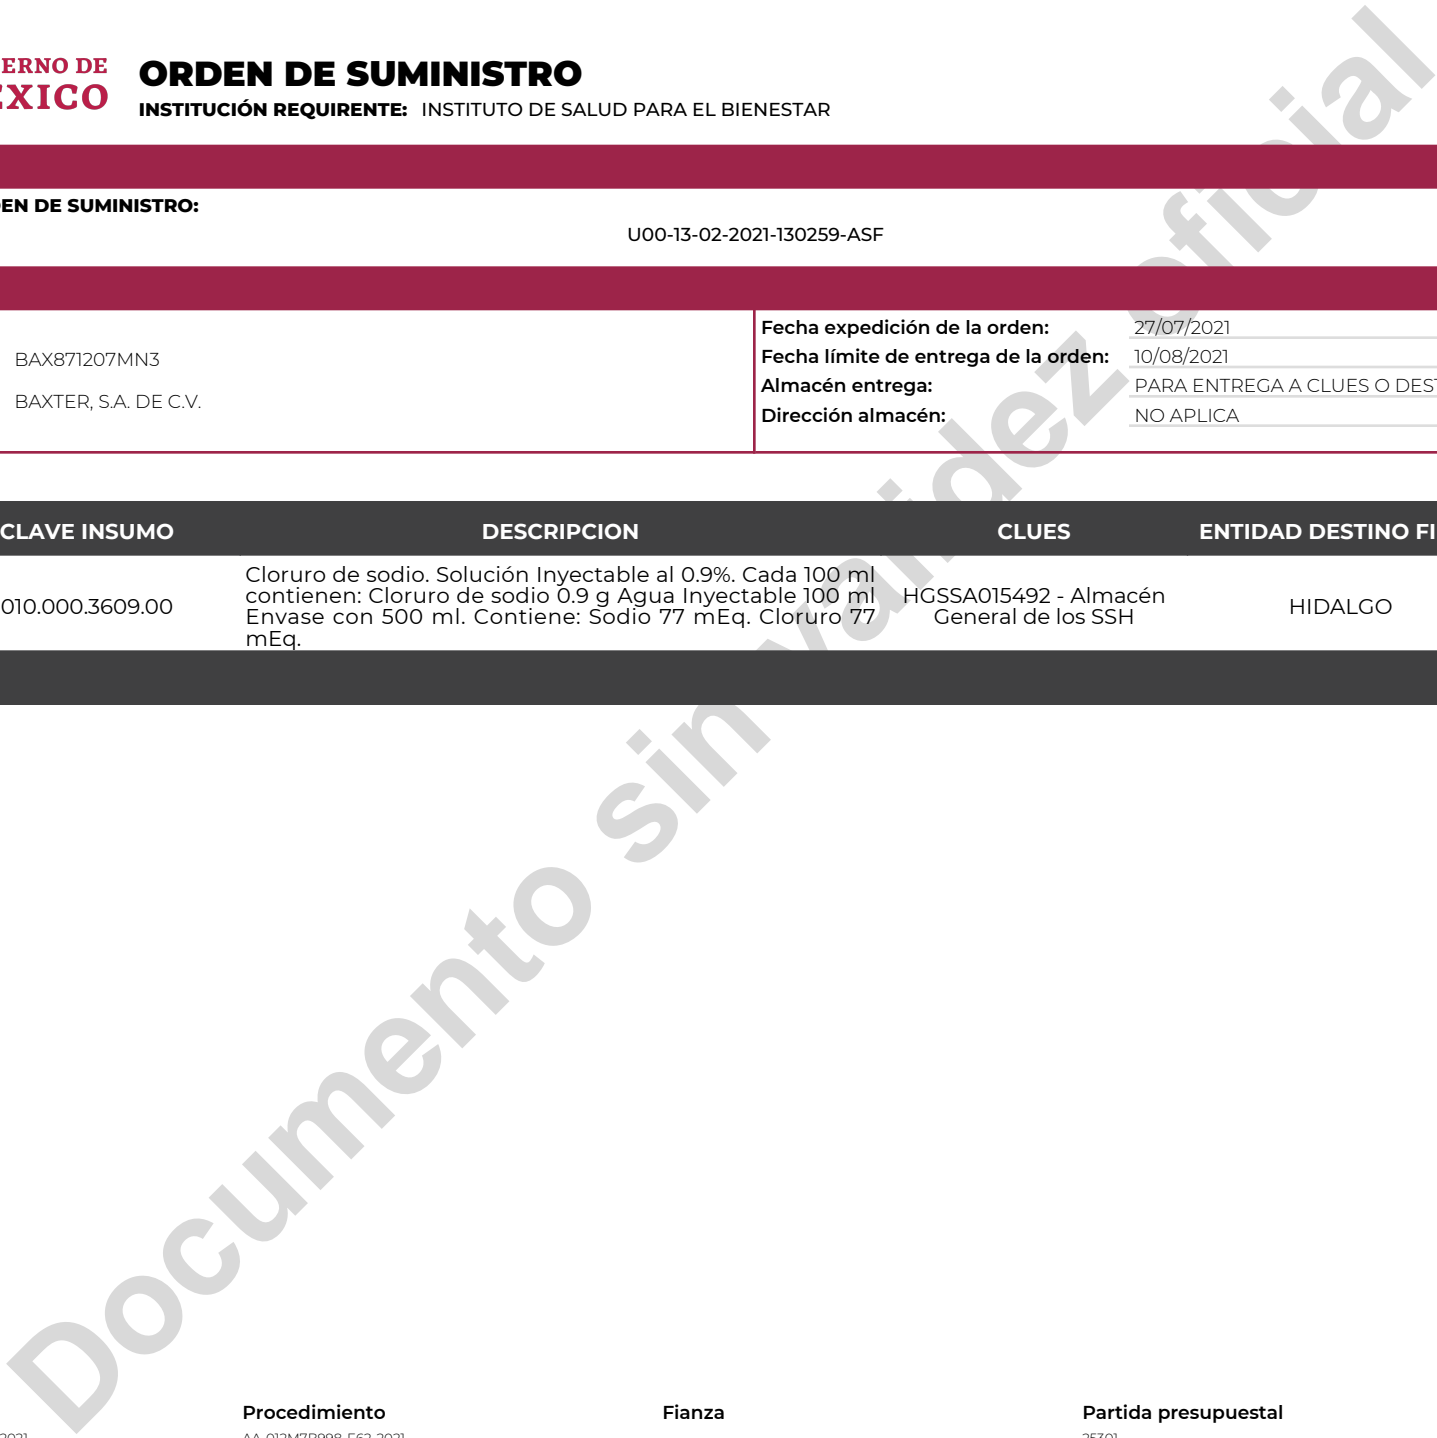 ERNO DE
EXICO
ORDEN DE SUMINISTRO
INSTITUCIÓN REQUIRENTE: INSTITUTO DE SALUD PARA EL BIENESTAR
EN DE SUMINISTRO:
U00-13-02-2021-130259-ASF
BAX871207MN3
BAXTER, S.A. DE C.V.
Fecha expedición de la orden: 27/07/2021
Fecha límite de entrega de la orden: 10/08/2021
Almacén entrega: PARA ENTREGA A CLUES O DES
Dirección almacén: NO APLICA
CLAVE INSUMO DESCRIPCION CLUES ENTIDAD DESTINO FI
010.000.3609.00
Cloruro de sodio. Solución Inyectable al 0.9%. Cada 100 ml
contienen: Cloruro de sodio 0.9 g Agua Inyectable 100 ml
Envase con 500 ml. Contiene: Sodio 77 mEq. Cloruro 77
mEq.
HGSSA015492 - Almacén
General de los SSH
HIDALGO
Documento sin validez oficial
Procedimiento Fianza Partida presupuestal